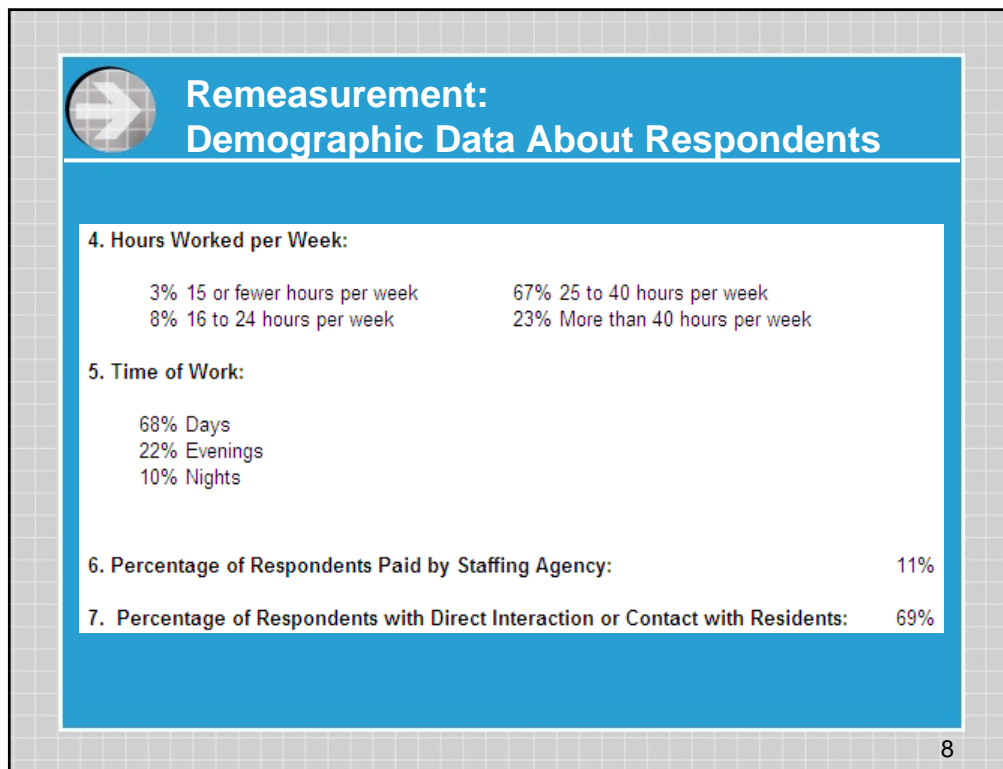 Remeasurement:
Demographic Data About Respondents
4. Hours Worked per Week:
3% 15 or fewer hours per week 67% 25 to 40 hours per week
8% 16 to 24 hours per week 23% More than 40 hours per week
5. Time of Work:
68% Days
22% Evenings
10% Nights
6. Percentage of Respondents Paid by Staffing Agency: 11%
7. Percentage of Respondents with Direct Interaction or Contact with Residents: 69%
8